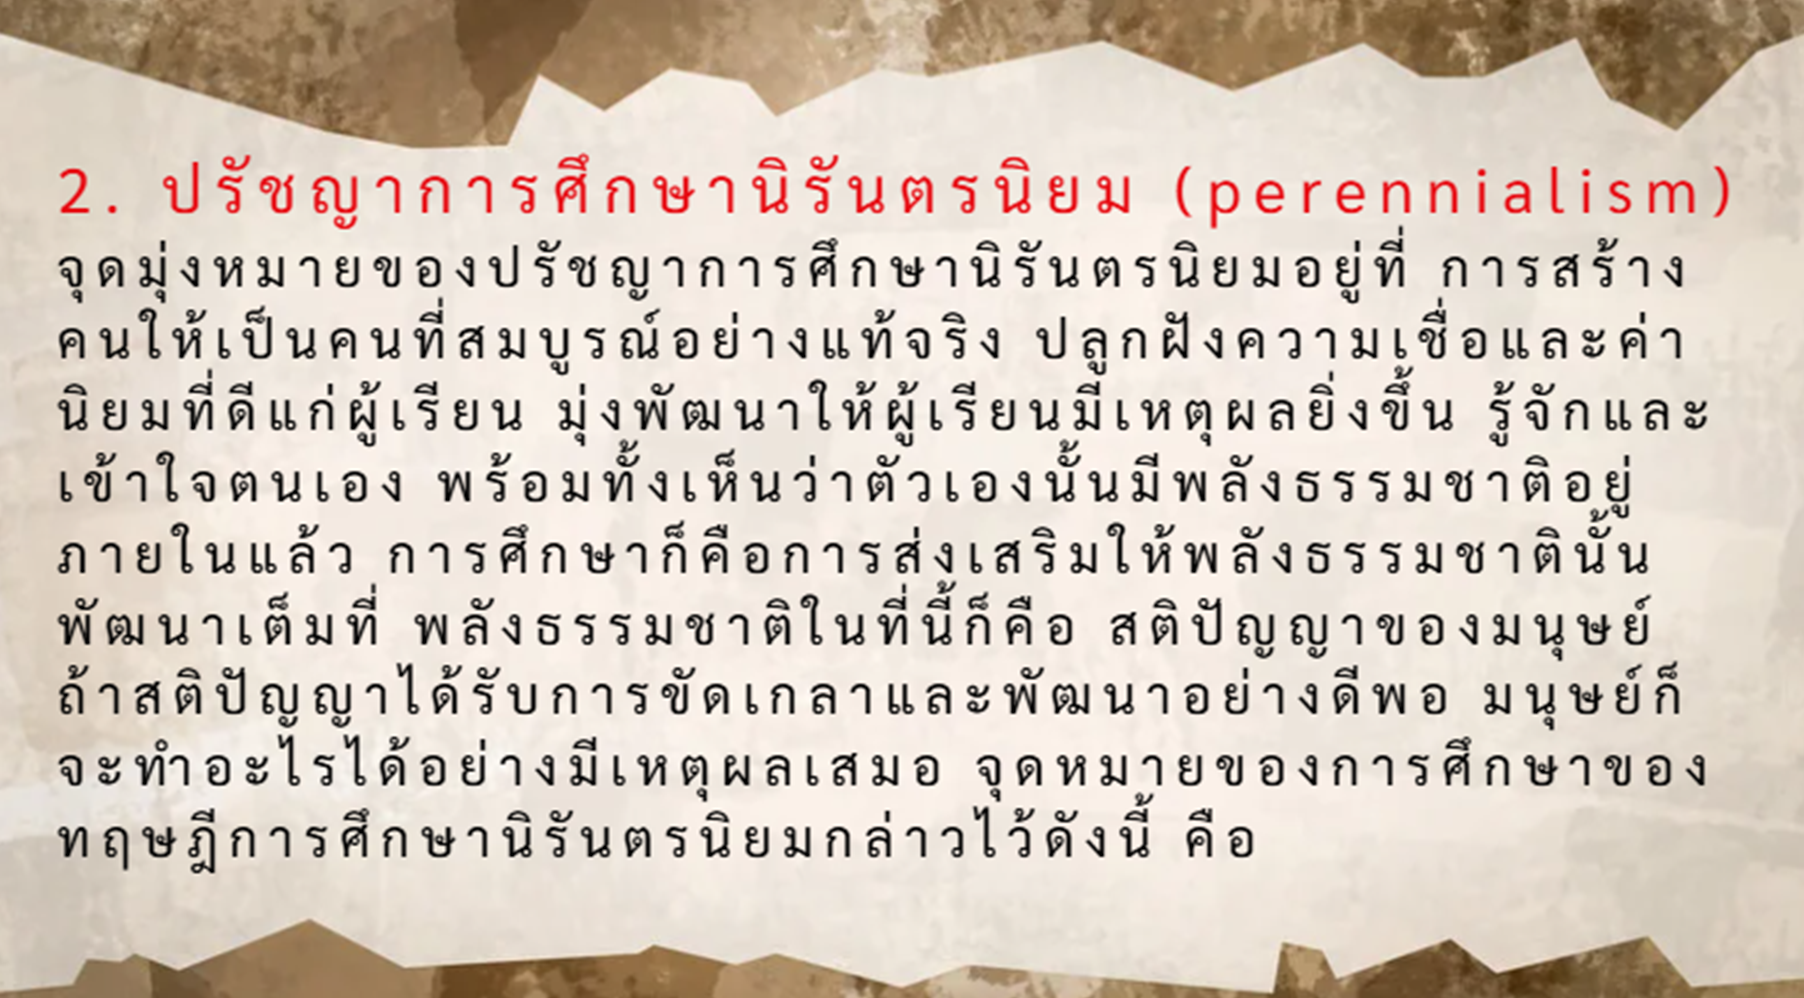 2. ปรัชญาการศึกษานิรันตรนิยม (perennialism)
จุดมุ่งหมายของปรัชญาการศึกษานิรันตรนิยมอยู่ที่ การสร้าง
คนให้เป็นคนที่สมบูรณ์อย่างแท้จริง ปลูกฝังความเชื่อและค่า
นิยมที่ดีแก่ผู้เรียน มุ่งพัฒนาให้ผู้เรียนมีเหตุผลยิ่งขึ้น รู้จักและ
เข้าใจตนเอง พร้อมทั้งเห็นว่าตัวเองนั้นมีพลังธรรมชาติอยู่
ภายในแล้ว การศึกษาก็คือการส่งเสริมให้พลังธรรมชาตินั้น
พัฒนาเต็มที่ พลังธรรมชาติในที่นี้ก็คือ สติปัญญาของมนุษย์
ถ้าสติปัญญาได้รับการขัดเกลาและพัฒนาอย่างดีพอ มนุษย์ก็
จะทำอะไรได้อย่างมีเหตุผลเสมอ จุดหมายของการศึกษาของ
ทฤษฎีการศึกษานิรันตรนิยมกล่าวไว้ดังนี้ คือ